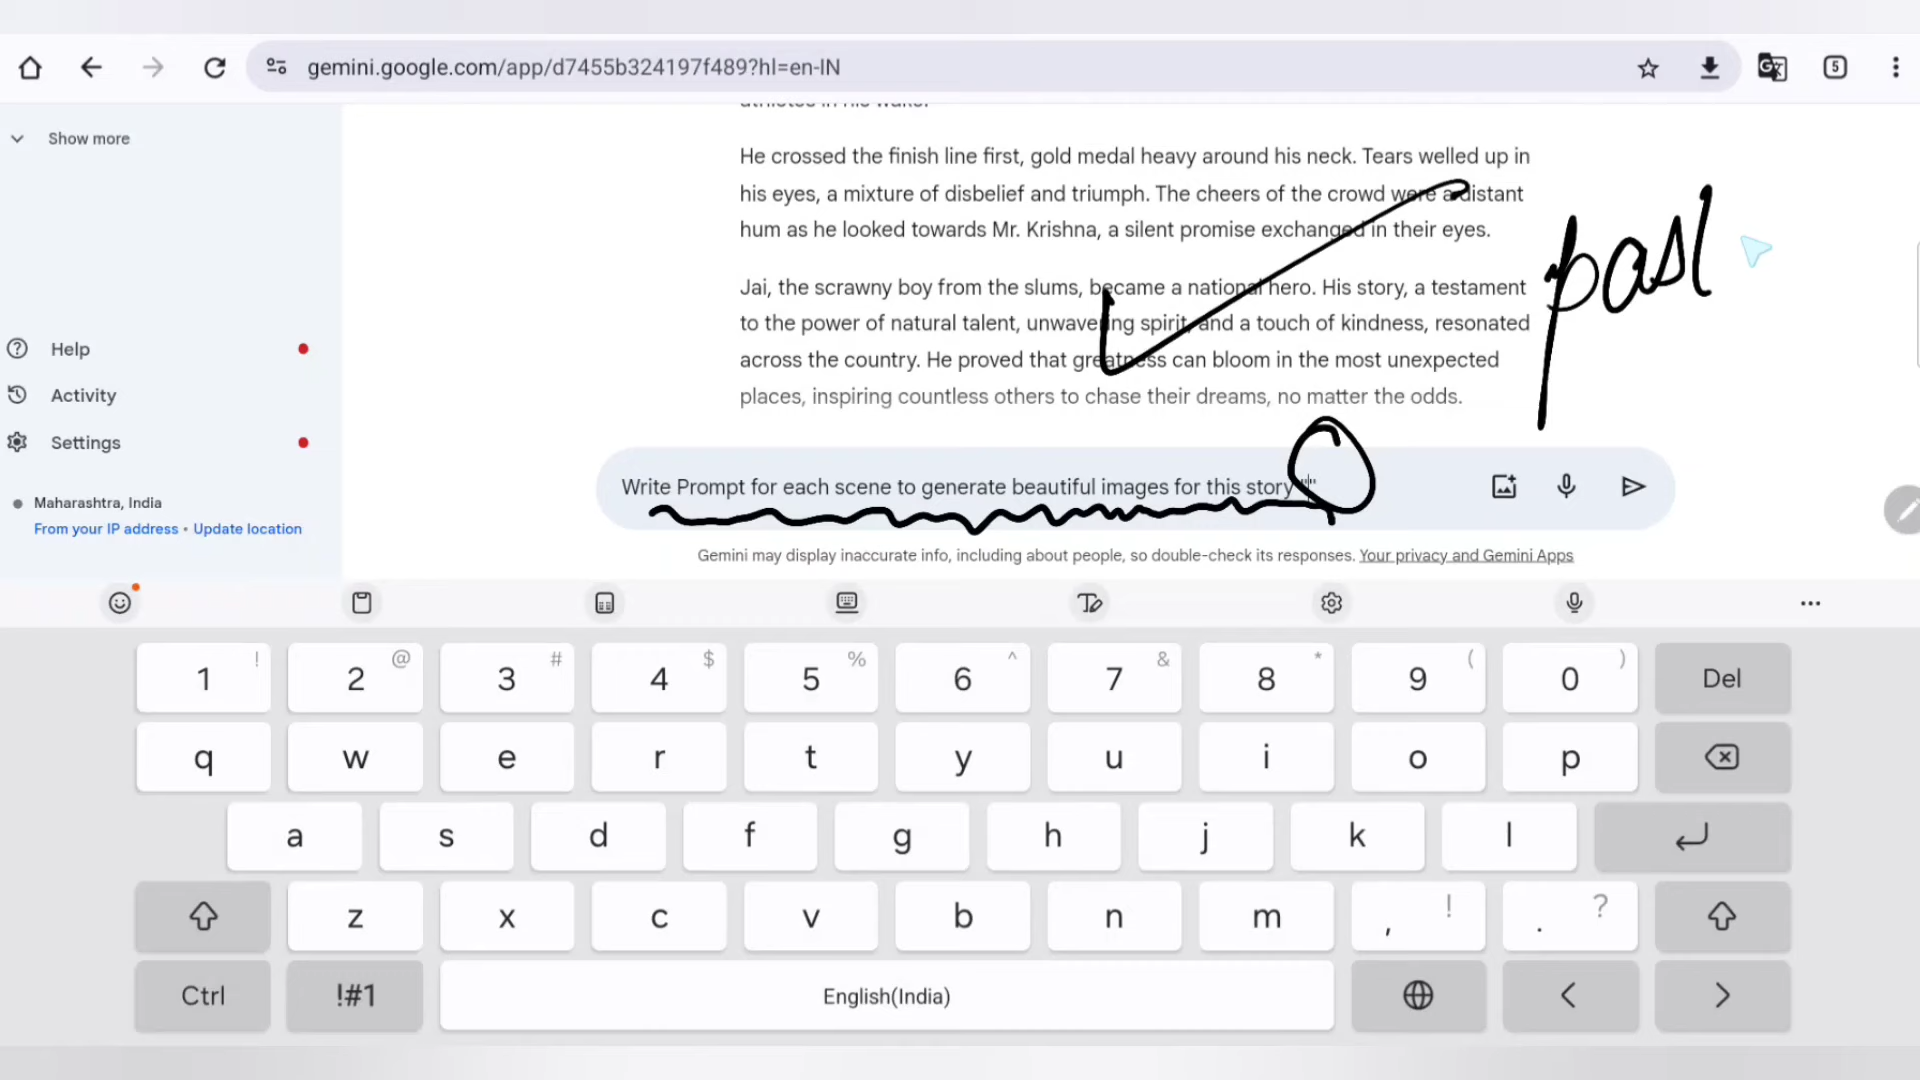 gemini.google.com/app/d7455b324197f489?hl=en-IN
5
Show more
He crossed the finish line first, gold medal heavy around his neck. Tears welled up in
his eyes, a mixture of disbelief and triumph. The cheers of the crowd were a distant
hum as he looked towards Mr. Krishna, a silent promise exchanged in their eyes.
Jai, the scrawny boy from the slums, became a national hero. His story, a testament
to the power of natural talent, unwavering spirit, and a touch of kindness, resonated
across the country. He proved that greatness can bloom in the most unexpected
places, inspiring countless others to chase their dreams, no matter the odds.
pasl
Help
Activity
Settings
Maharashtra, India
From your IP address • Update location
Write Prompt for each scene to generate beautiful images for this story ""
Gemini may display inaccurate info, including about people, so double-check its responses. Your privacy and Gemini Apps
1 ! 2 @ 3 # 4 $ 5 % 6 ^ 7 & 8 * 9 ( 0 ) Del
q w e r t y u i o p
a s d f g h j k l
z x c v b n m , ! . ?
Ctrl !#1 English(India) < >